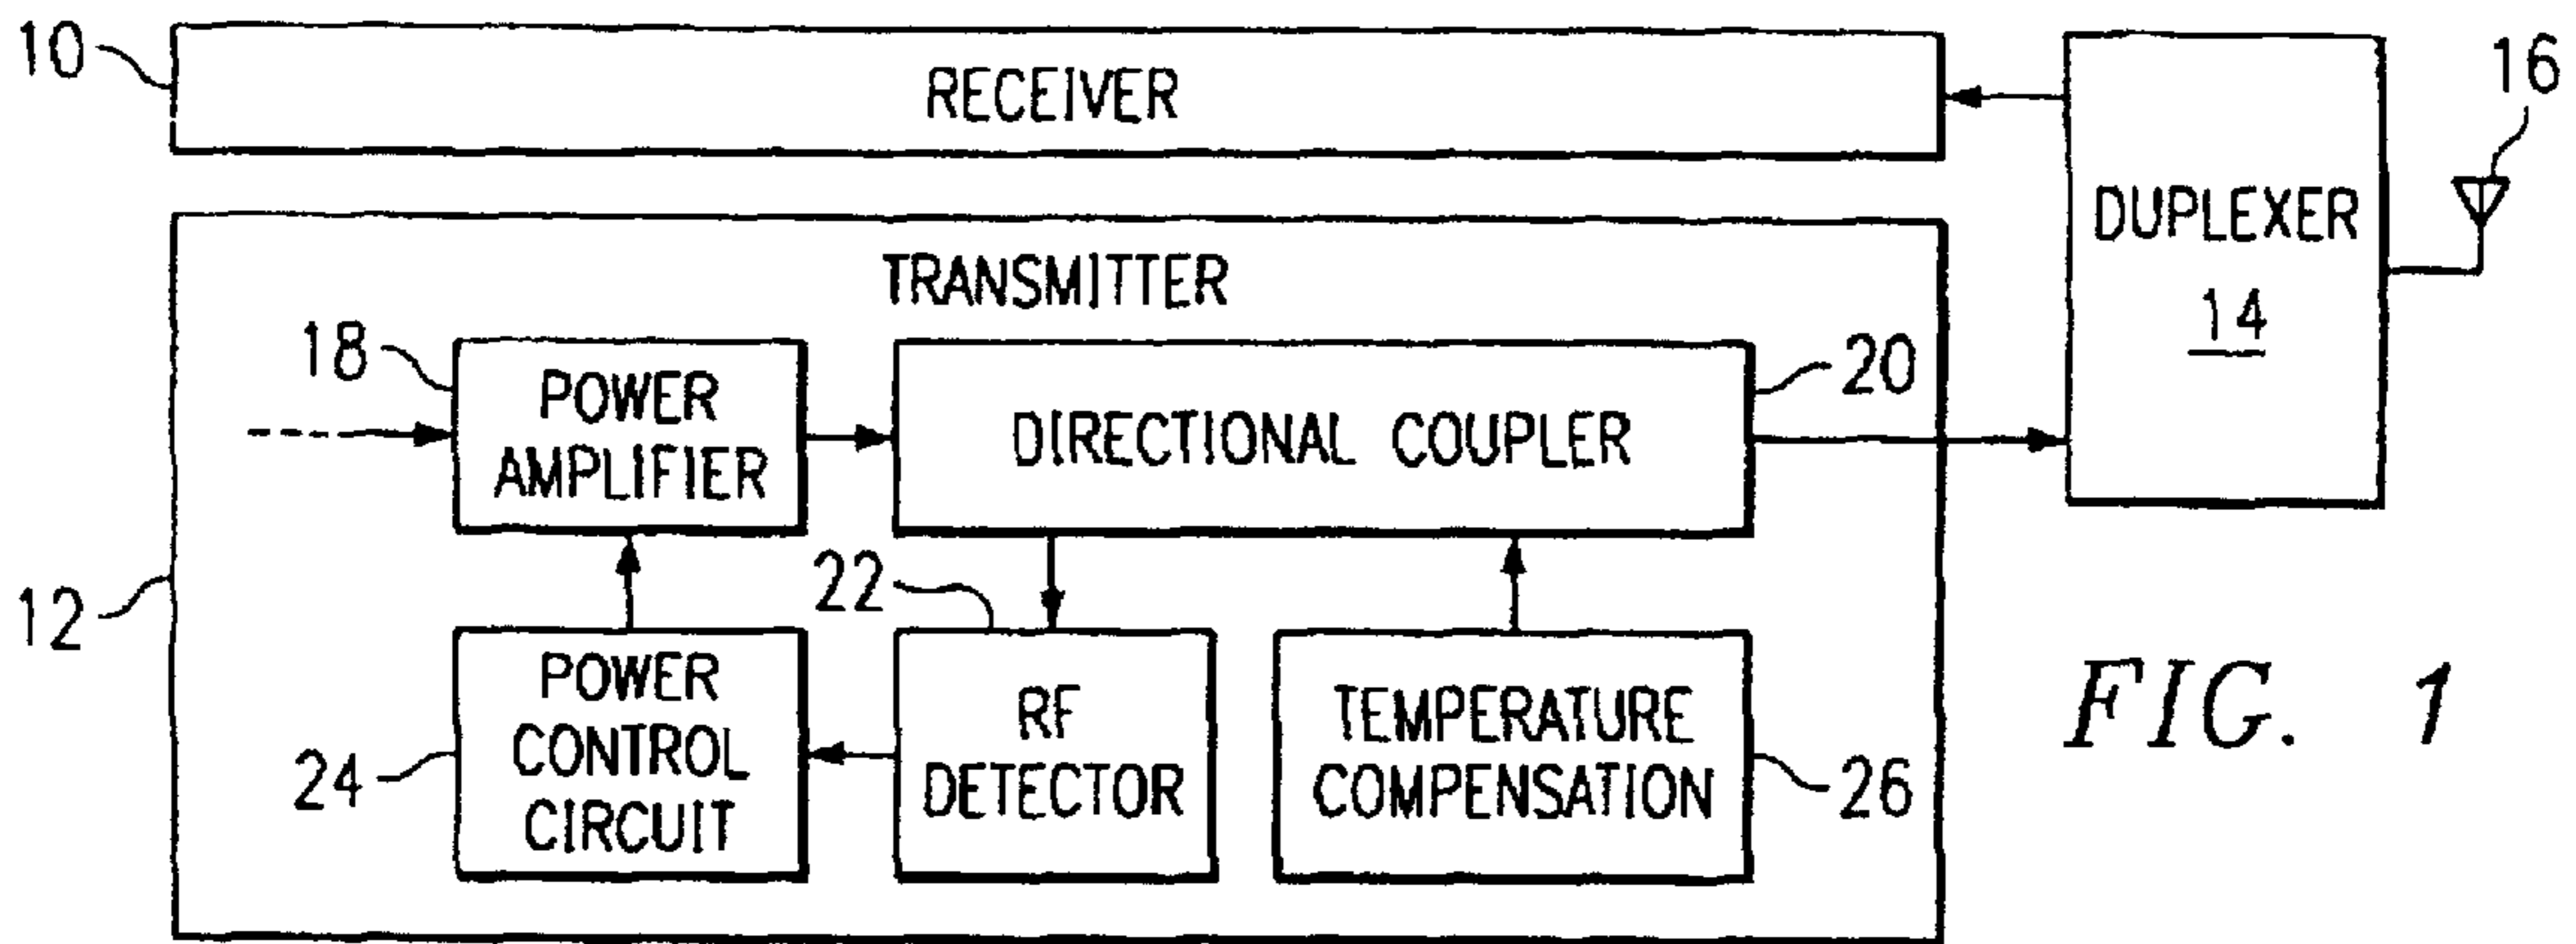 10
RECEIVER
16
DUPLEXER
14
TRANSMITTER
18
POWER
AMPLIFIER
DIRECTIONAL COUPLER
20
12
22
24
POWER
CONTROL
CIRCUIT
RF
DETECTOR
TEMPERATURE
COMPENSATION
26
FIG. 1